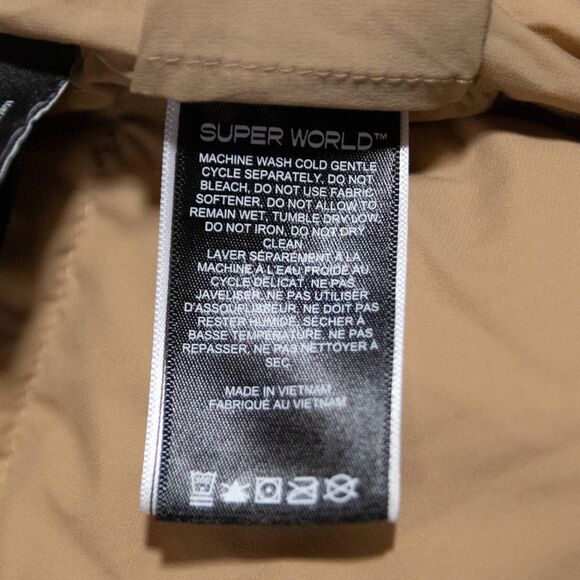 SUPER WORLD™
MACHINE WASH COLD GENTLE
CYCLE SEPARATELY, DO NOT
BLEACH, DO NOT USE FABRIC
SOFTENER, DO NOT ALLOW TO
REMAIN WET, TUMBLE DRY LOW,
DO NOT IRON, DO NOT DRY
CLEAN
LAVER SÉPARÉMENT À LA
MACHINE À L'EAU FROIDE AU
CYCLE DÉLICAT, NE PAS
JAVELISER, NE PAS UTILISER
D'ASSOUPLISSEUR, NE DOIT PAS
RESTER HUMIDE, SÉCHER À
BASSE TEMPÉRATURE, NE PAS
REPASSER, NE PAS NETTOYER À
SEC
MADE IN VIETNAM
FABRIQUÉ AU VIETNAM